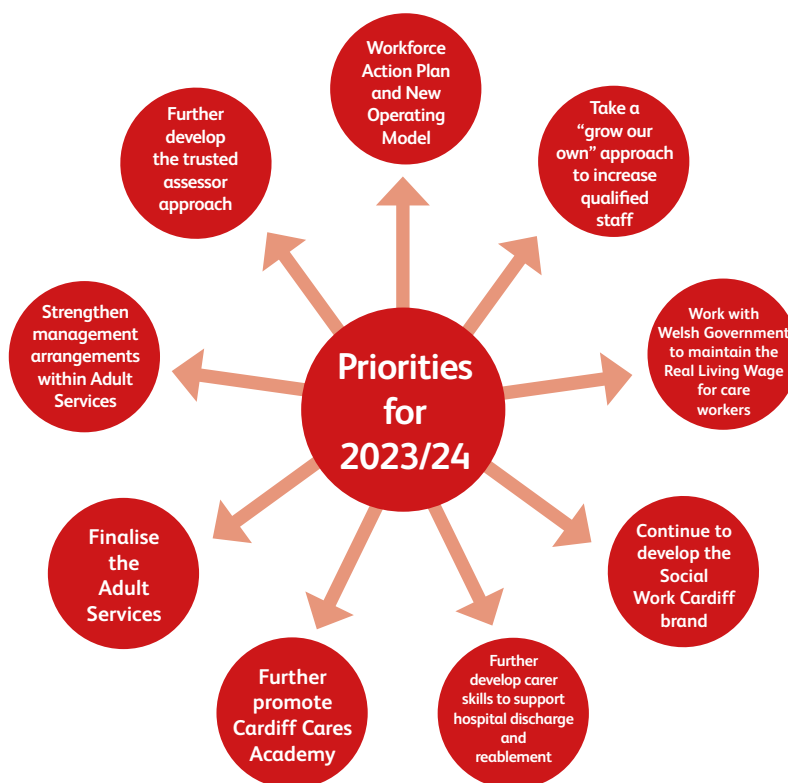 Workforce
Action Plan
and New
Operating
Model
Take a
“grow our
own” approach
to increase
qualified
staff
Work with
Welsh Government
to maintain the
Real Living Wage
for care
workers
Continue to
develop the
Social
Work Cardiff
brand
Further
develop carer
skills to support
hospital discharge
and
reablement
Further
promote
Cardiff Cares
Academy
Finalise
the
Adult
Services
Strengthen
management
arrangements
within Adult
Services
Further
develop
the trusted
assessor
approach
Priorities
for
2023/24